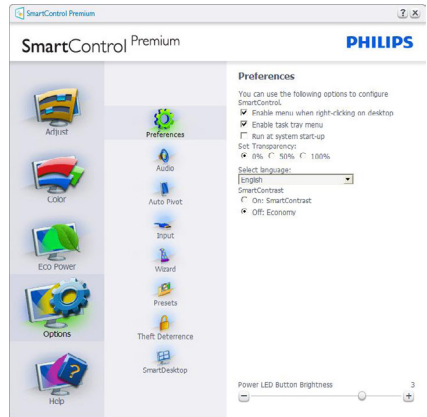 SmartControl Premium
SmartControl Premium
PHILIPS
Adjust
Color
Eco Power
Options
Help
Preferences
Audio
Auto Pivot
Input
Wizard
Presets
Theft Deterrence
SmartDesktop
Preferences
You can use the following options to configure
SmartControl.
Enable menu when right-clicking on desktop
Enable task tray menu
Run at system start-up
Set Transparency:
0% 50% 100%
Select language:
English
SmartContrast
On: SmartContrast
Off: Economy
Power LED Button Brightness 3